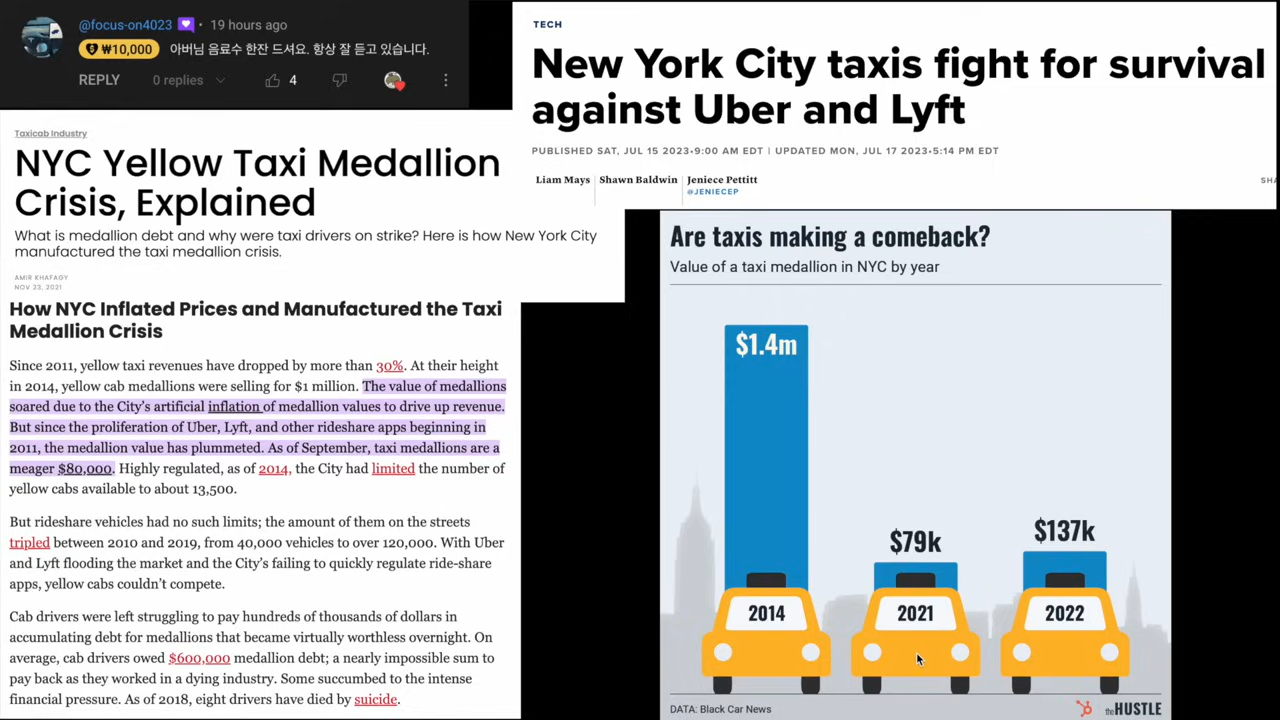 @focus-on4023 · 19 hours ago
₩10,000 아버님 음료수 한잔 드셔요. 항상 잘 듣고 있습니다.
REPLY 0 replies 4
TECH
New York City taxis fight for survival
against Uber and Lyft
PUBLISHED SAT, JUL 15 2023•9:00 AM EDT | UPDATED MON, JUL 17 2023•5:14 PM EDT
Liam Mays Shawn Baldwin Jeniece Pettitt
@JENIECEP
SHA
Taxicab Industry
NYC Yellow Taxi Medallion
Crisis, Explained
What is medallion debt and why were taxi drivers on strike? Here is how New York City
manufactured the taxi medallion crisis.
AMIR KHAFAGY
NOV 23, 2021
How NYC Inflated Prices and Manufactured the Taxi
Medallion Crisis
Since 2011, yellow taxi revenues have dropped by more than 30%. At their height
in 2014, yellow cab medallions were selling for $1 million. The value of medallions
soared due to the City's artificial inflation of medallion values to drive up revenue.
But since the proliferation of Uber, Lyft, and other rideshare apps beginning in
2011, the medallion value has plummeted. As of September, taxi medallions are a
meager $80,000. Highly regulated, as of 2014, the City had limited the number of
yellow cabs available to about 13,500.
But rideshare vehicles had no such limits; the amount of them on the streets
tripled between 2010 and 2019, from 40,000 vehicles to over 120,000. With Uber
and Lyft flooding the market and the City's failing to quickly regulate ride-share
apps, yellow cabs couldn't compete.
Cab drivers were left struggling to pay hundreds of thousands of dollars in
accumulating debt for medallions that became virtually worthless overnight. On
average, cab drivers owed $600,000 medallion debt; a nearly impossible sum to
pay back as they worked in a dying industry. Some succumbed to the intense
financial pressure. As of 2018, eight drivers have died by suicide.
Are taxis making a comeback?
Value of a taxi medallion in NYC by year
$1.4m
$79k
$137k
2014
2021
2022
DATA: Black Car News
the HUSTLE